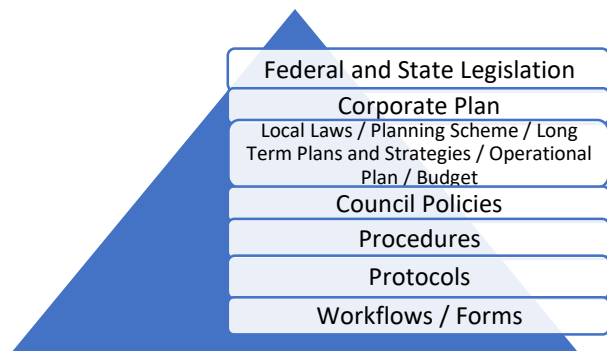 Federal and State Legislation
Corporate Plan
Local Laws / Planning Scheme / Long
Term Plans and Strategies / Operational
Plan / Budget
Council Policies
Procedures
Protocols
Workflows / Forms